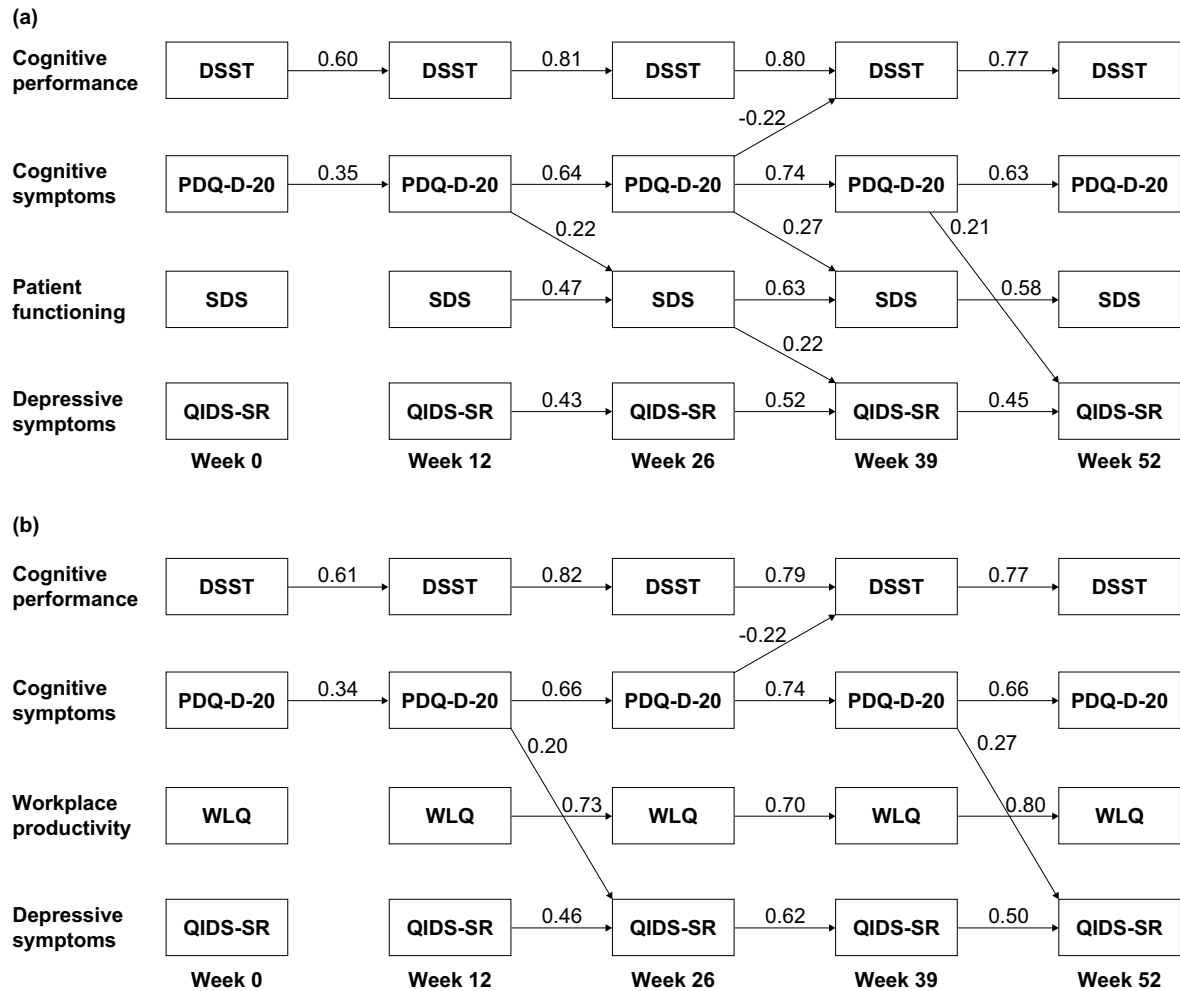 (a)
Cognitive
performance
DSST 0.60 DSST 0.81 DSST 0.80 DSST 0.77 DSST
-0.22
Cognitive
symptoms
PDQ-D-20 0.35 PDQ-D-20 0.64 PDQ-D-20 0.74 PDQ-D-20 0.63 PDQ-D-20
0.22 0.27 0.21
Patient
functioning
SDS SDS 0.47 SDS 0.63 SDS 0.58 SDS
0.22
Depressive
symptoms
QIDS-SR QIDS-SR 0.43 QIDS-SR 0.52 QIDS-SR 0.45 QIDS-SR
Week 0 Week 12 Week 26 Week 39 Week 52
(b)
Cognitive
performance
DSST 0.61 DSST 0.82 DSST 0.79 DSST 0.77 DSST
-0.22
Cognitive
symptoms
PDQ-D-20 0.34 PDQ-D-20 0.66 PDQ-D-20 0.74 PDQ-D-20 0.66 PDQ-D-20
0.20 0.27
Workplace
productivity
WLQ WLQ 0.73 WLQ 0.70 WLQ 0.80 WLQ
Depressive
symptoms
QIDS-SR QIDS-SR 0.46 QIDS-SR 0.62 QIDS-SR 0.50 QIDS-SR
Week 0 Week 12 Week 26 Week 39 Week 52